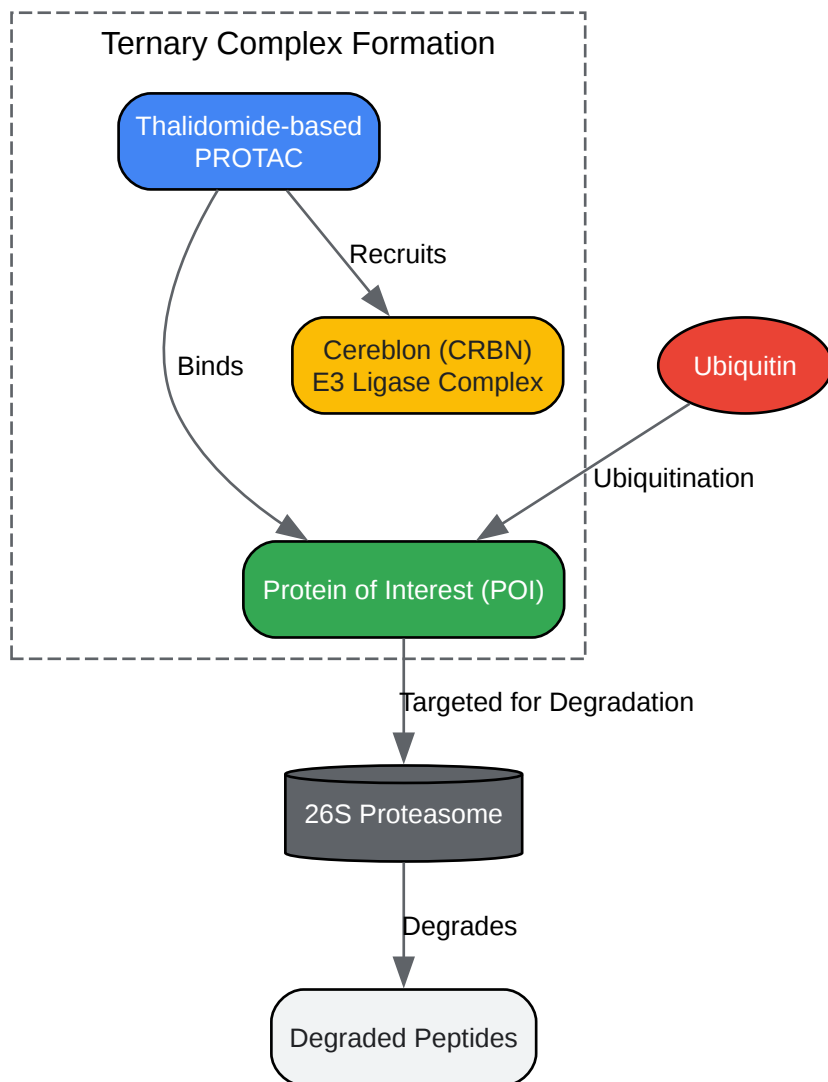 Ternary Complex Formation
Thalidomide-based
PROTAC
Recruits
Binds
Cereblon (CRBN)
E3 Ligase Complex
Ubiquitin
Ubiquitination
Protein of Interest (POI)
Targeted for Degradation
26S Proteasome
Degrades
Degraded Peptides